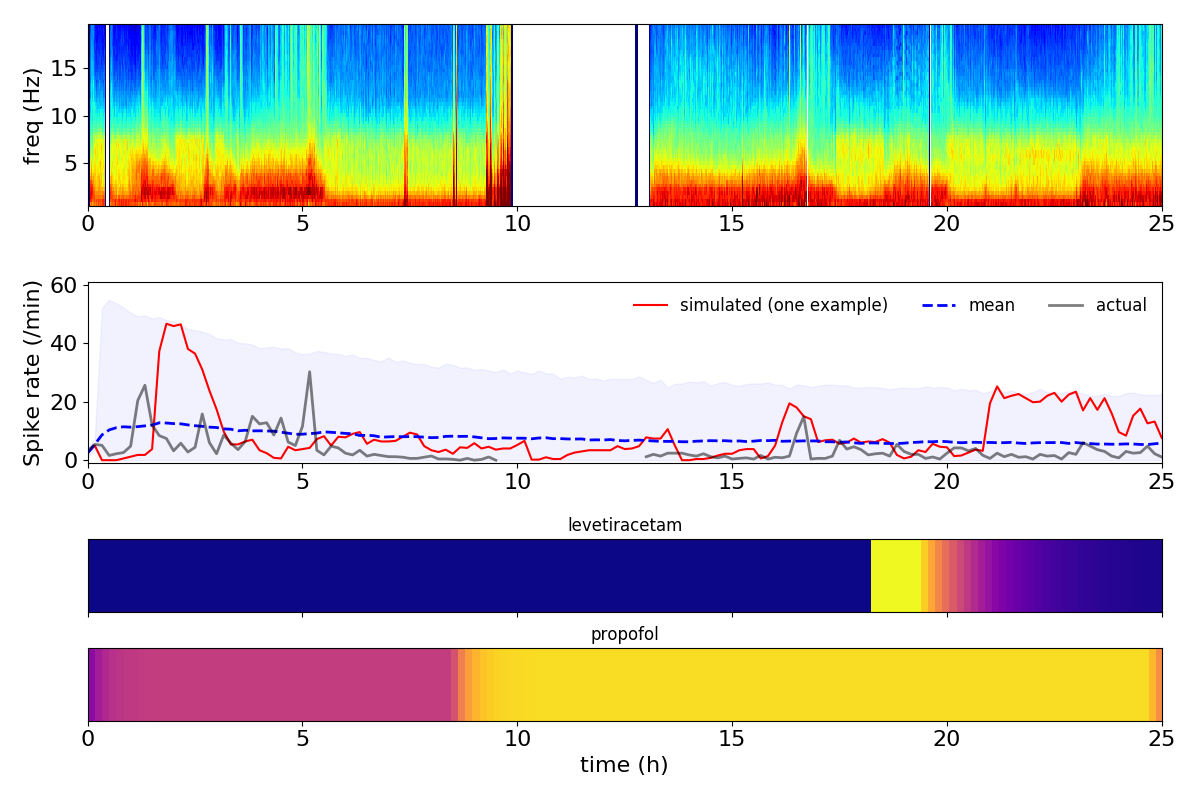 freq (Hz)
15
10
5
0 5 10 15 20 25
Spike rate (/min)
60
40
20
0
simulated (one example) mean actual
0 5 10 15 20 25
levetiracetam
propofol
0 5 10 15 20 25
time (h)